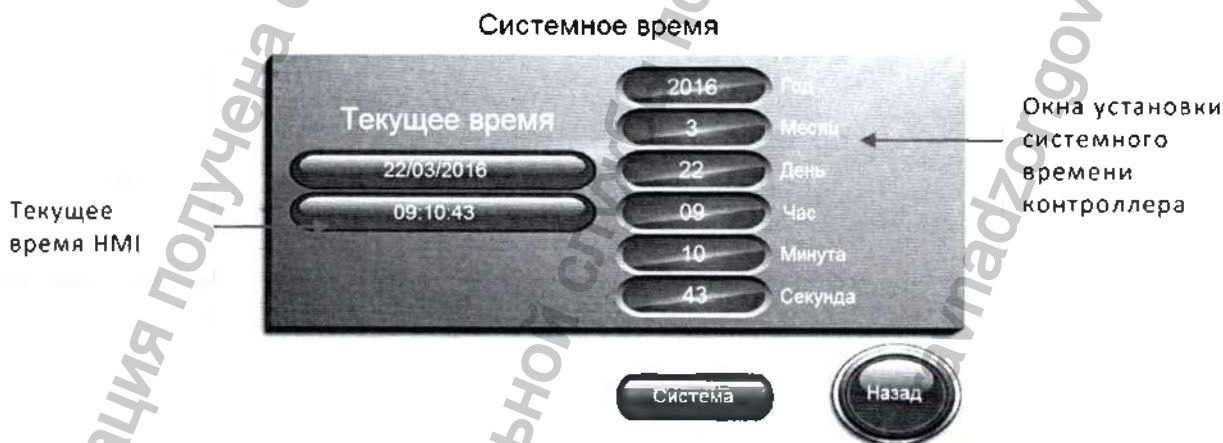 Системное время
Текущее время
22/03/2016
09:10:43
2016 Год
3 Месяц
22 День
09 Час
10 Минута
43 Секунда
Текущее
время HMI
Окна установки
системного
времени
контроллера
Система
Назад